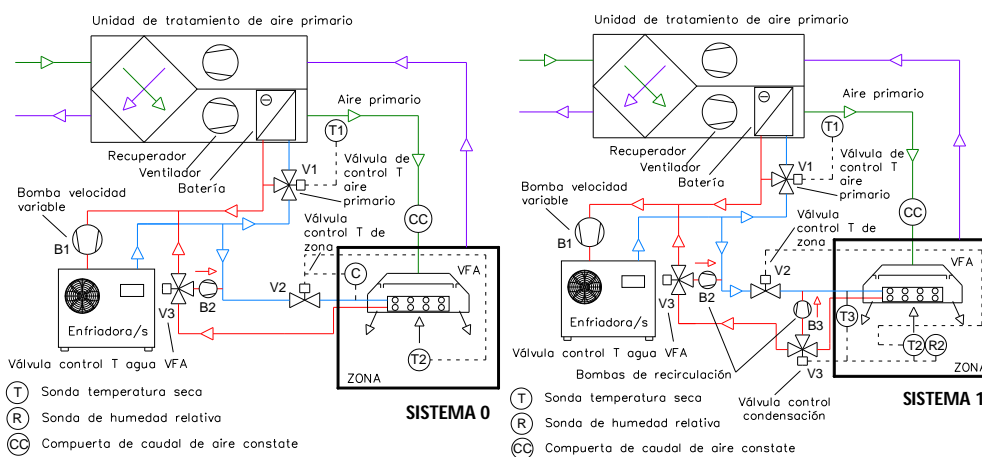 Unidad de tratamiento de aire primario
Aire primario
T1
Recuperador
Ventilador
Batería
V1
Válvula de
control T
aire
primario
Bomba velocidad
variable
B1
Válvula
control T de
zona
CC
C
VFA
V2
B2
V3
Enfriadora/s
T2
Válvula control T agua VFA
ZONA
T Sonda temperatura seca
R Sonda de humedad relativa
CC Compuerta de caudal de aire constate
SISTEMA 0
Unidad de tratamiento de aire primario
Aire primario
T1
Recuperador
Ventilador
Batería
V1
Válvula de
control T
aire
primario
Bomba velocidad
variable
B1
Válvula
control T de
zona
CC
VFA
V2
B2
T3
B3
V3
Enfriadora/s
T2
R2
V3
Válvula control T agua VFA
Bombas de recirculación
ZONA
Válvula control
condensación
T Sonda temperatura seca
R Sonda de humedad relativa
CC Compuerta de caudal de aire constate
SISTEMA 1